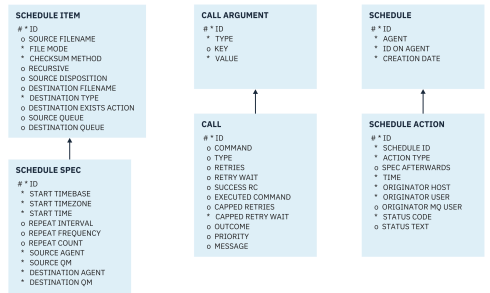 SCHEDULE ITEM
# * ID
o SOURCE FILENAME
* FILE MODE
* CHECKSUM METHOD
o RECURSIVE
o SOURCE DISPOSITION
o DESTINATION FILENAME
* DESTINATION TYPE
o DESTINATION EXISTS ACTION
o SOURCE QUEUE
o DESTINATION QUEUE
SCHEDULE SPEC
# * ID
* START TIMEBASE
* START TIMEZONE
* START TIME
o REPEAT INTERVAL
o REPEAT FREQUENCY
o REPEAT COUNT
* SOURCE AGENT
* SOURCE QM
* DESTINATION AGENT
* DESTINATION QM
CALL ARGUMENT
# * ID
* TYPE
o KEY
* VALUE
CALL
# * ID
o COMMAND
o TYPE
o RETRIES
o RETRY WAIT
o SUCCESS RC
o EXECUTED COMMAND
o CAPPED RETRIES
* CAPPED RETRY WAIT
o OUTCOME
o PRIORITY
o MESSAGE
SCHEDULE
# * ID
* AGENT
* ID ON AGENT
* CREATION DATE
SCHEDULE ACTION
# * ID
* SCHEDULE ID
* ACTION TYPE
o SPEC AFTERWARDS
* TIME
* ORIGINATOR HOST
* ORIGINATOR USER
o ORIGINATOR MQ USER
* STATUS CODE
o STATUS TEXT